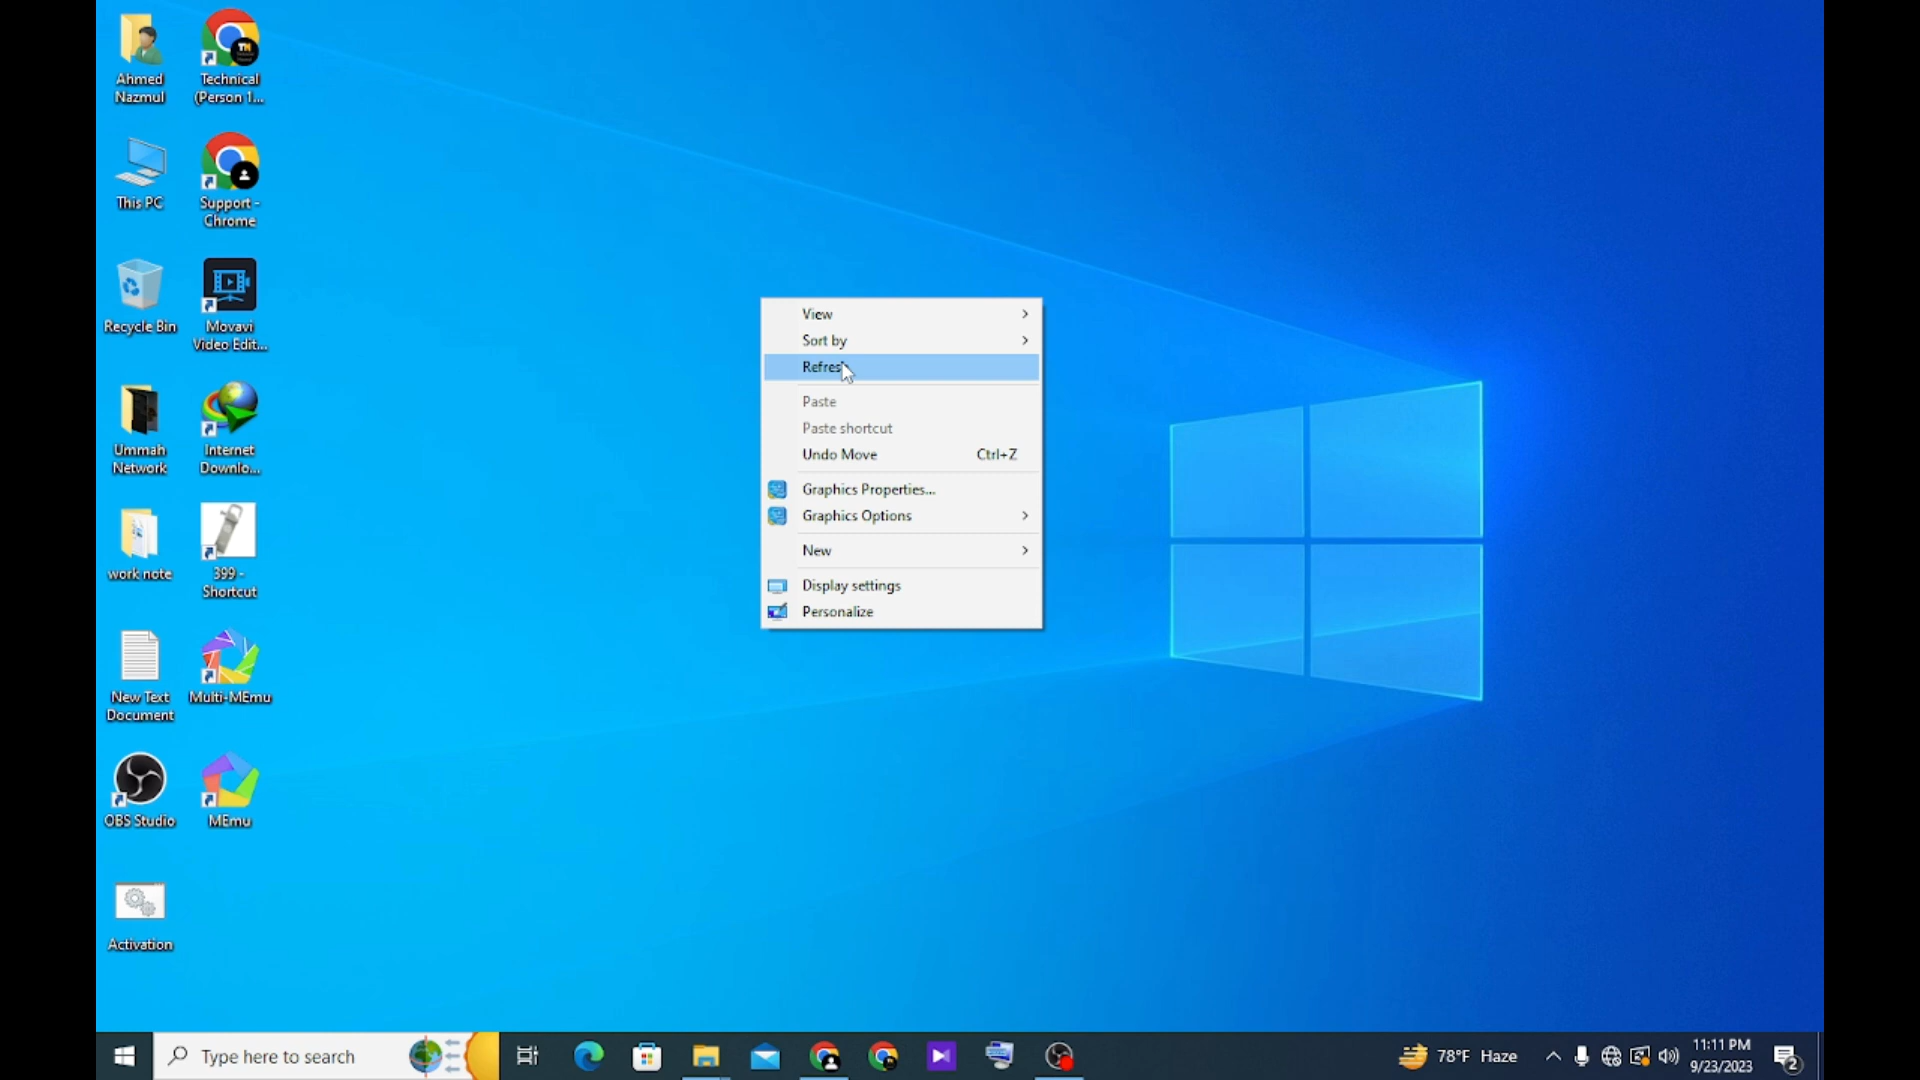 Ahmed
Nazmul
Technical
(Person 1...
This PC
Support -
Chrome
Recycle Bin
Movavi
Video Edit...
Ummah
Network
Internet
Downlo...
work note
399 -
Shortcut
New Text
Document
Multi-MEmu
OBS Studio
MEmu
Activation
View
Sort by
Refresh
Paste
Paste shortcut
Undo Move Ctrl+Z
Graphics Properties...
Graphics Options
New
Display settings
Personalize
Type here to search
78°F Haze
11:11 PM
9/23/2023
2